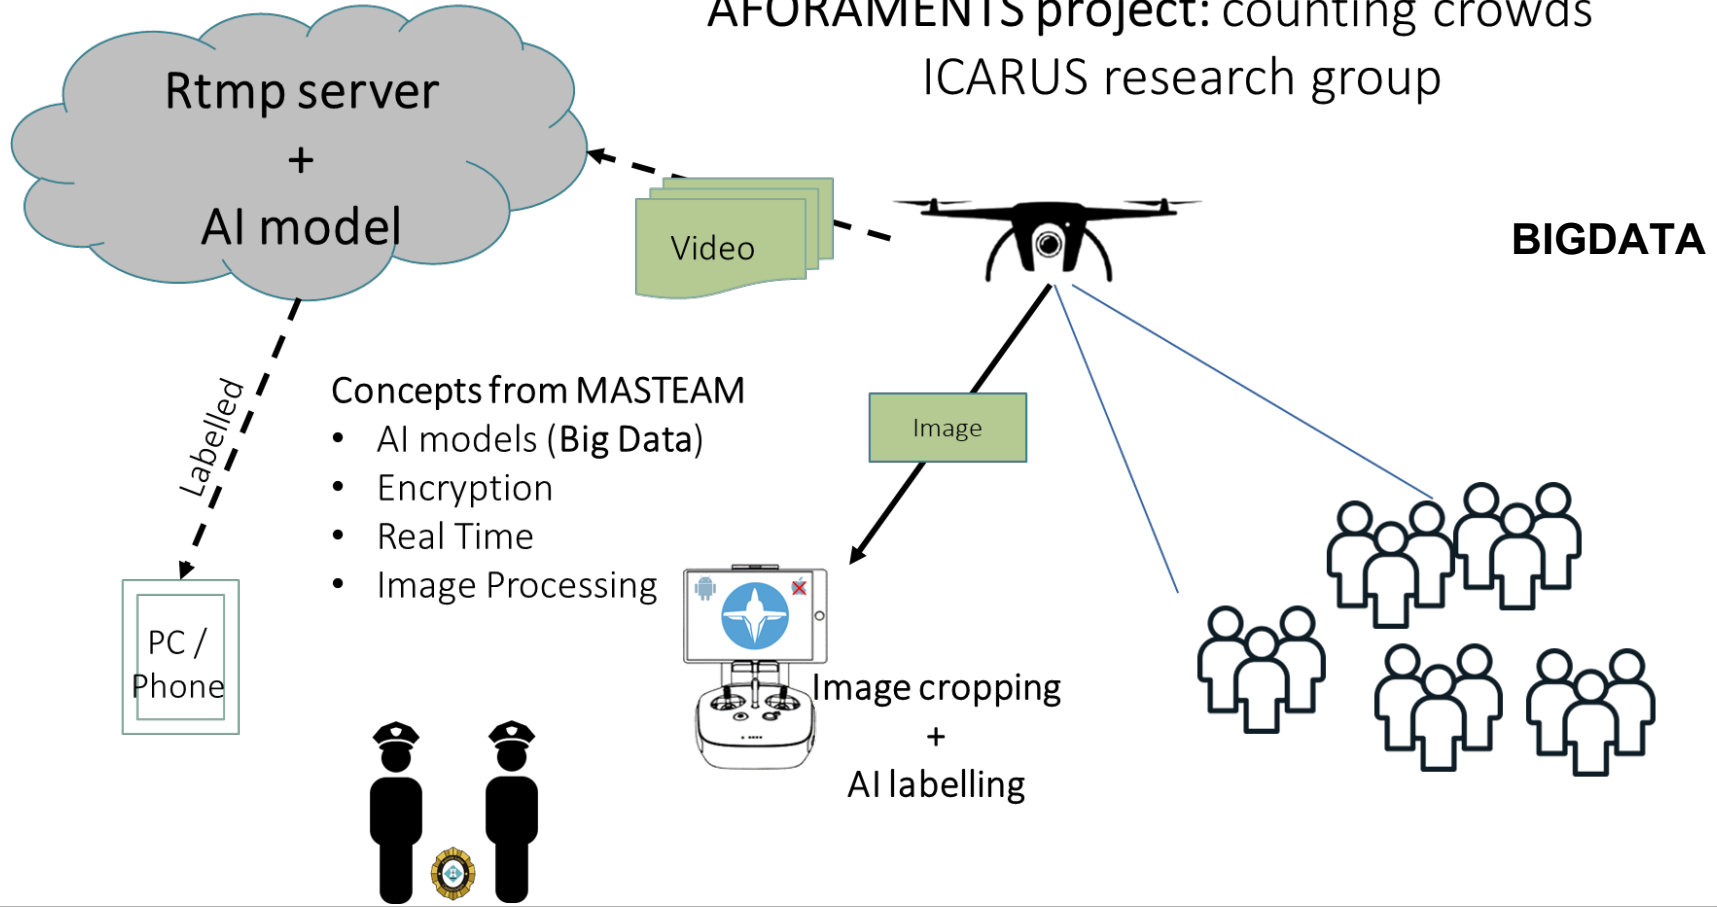 AFORAMENTS project: counting crowds
ICARUS research group
Rtmp server
+
AI model
Video
BIGDATA
Labelled
Concepts from MASTEAM
• AI models (Big Data)
• Encryption
• Real Time
• Image Processing
Image
PC /
Phone
Image cropping
+
AI labelling